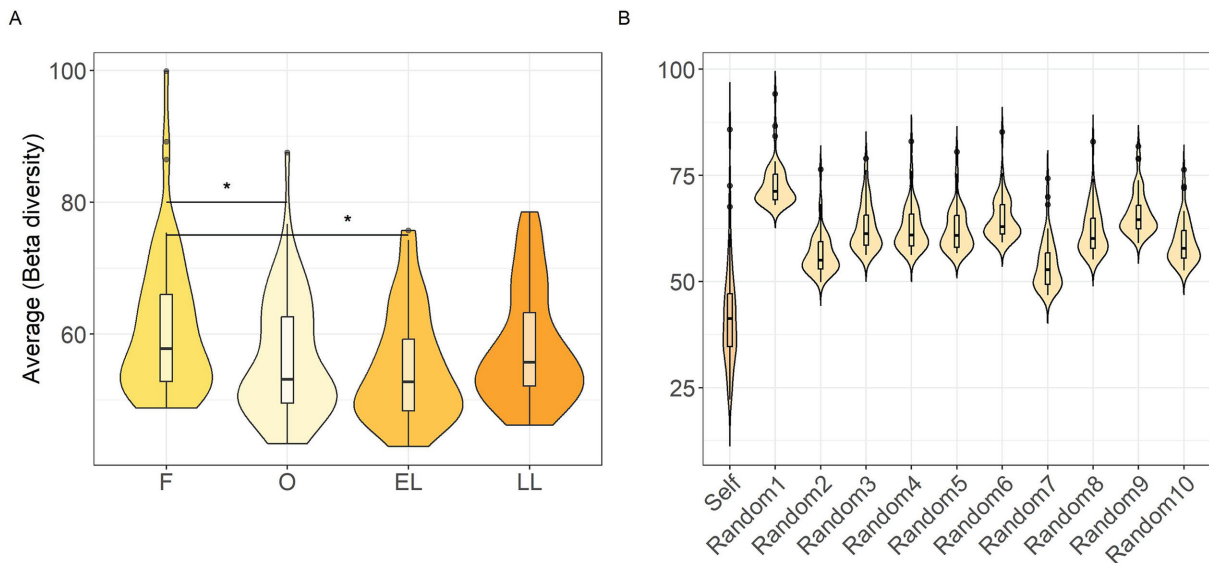 A
Average (Beta diversity)
100
80
60
*
*
F O EL LL
B
100
75
50
25
Self Random1 Random2 Random3 Random4 Random5 Random6 Random7 Random8 Random9 Random10